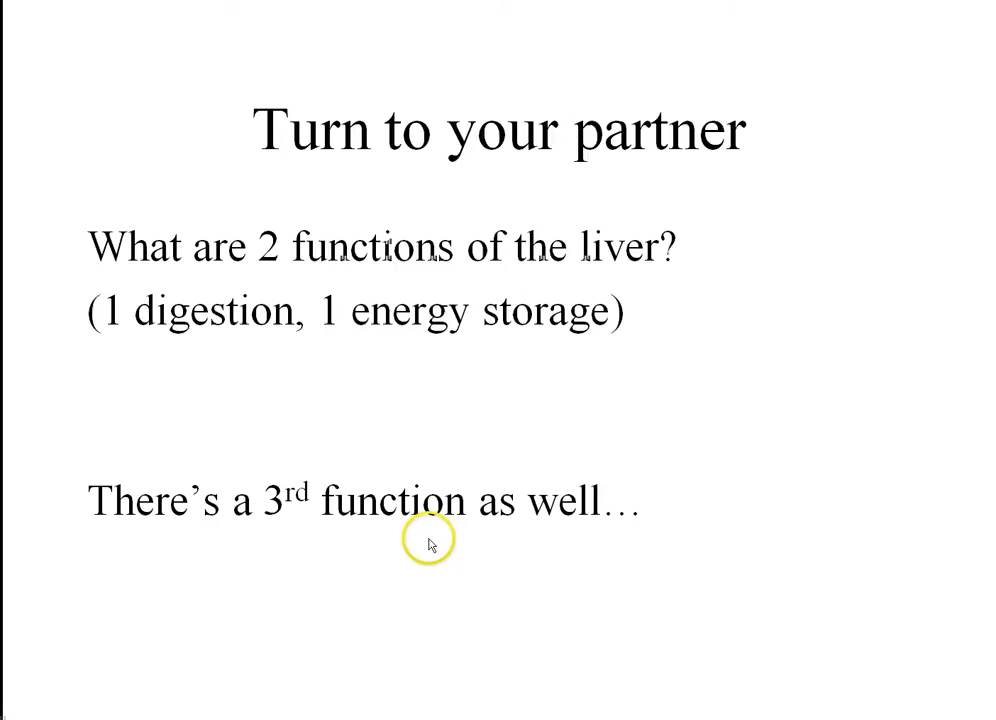 Turn to your partner
What are 2 functions of the liver?
(1 digestion, 1 energy storage)
There’s a 3rd function as well…